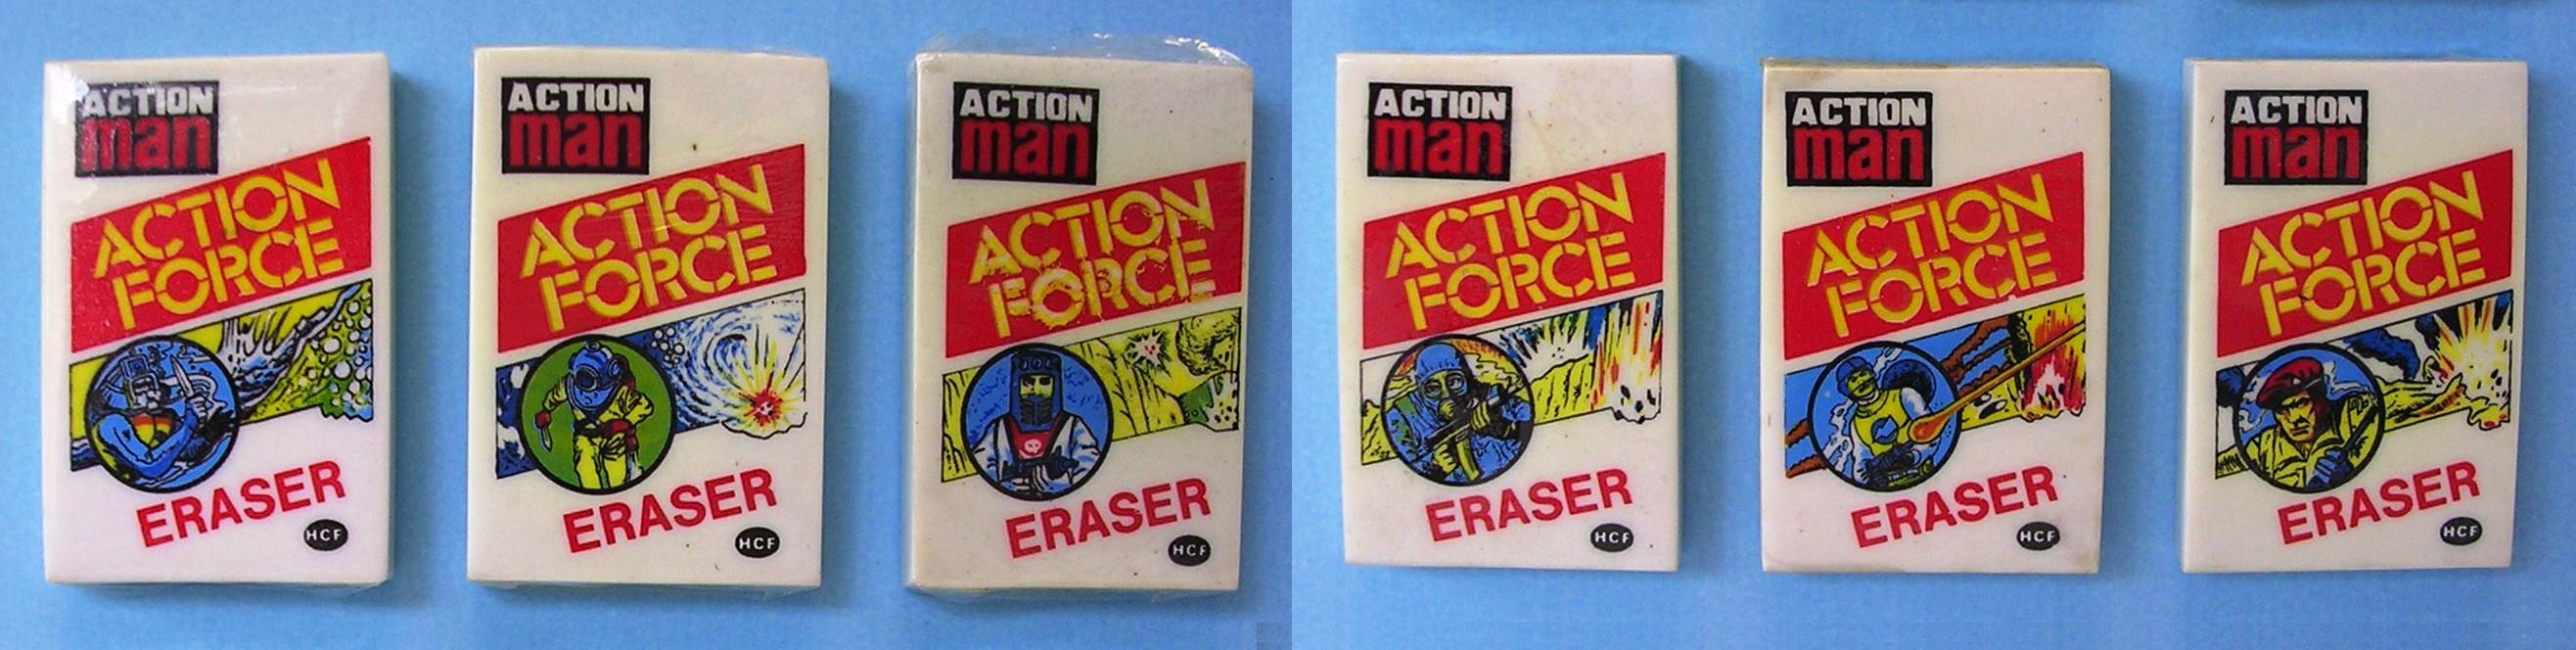 ACTION
man
ACTION
FORCE
ERASER
HCF
ACTION
man
ACTION
FORCE
ERASER
HCF
ACTION
man
ACTION
FORCE
ERASER
HCF
ACTION
man
ACTION
FORCE
ERASER
HCF
ACTION
man
ACTION
FORCE
ERASER
HCF
ACTION
man
ACTION
FORCE
ERASER
HCF